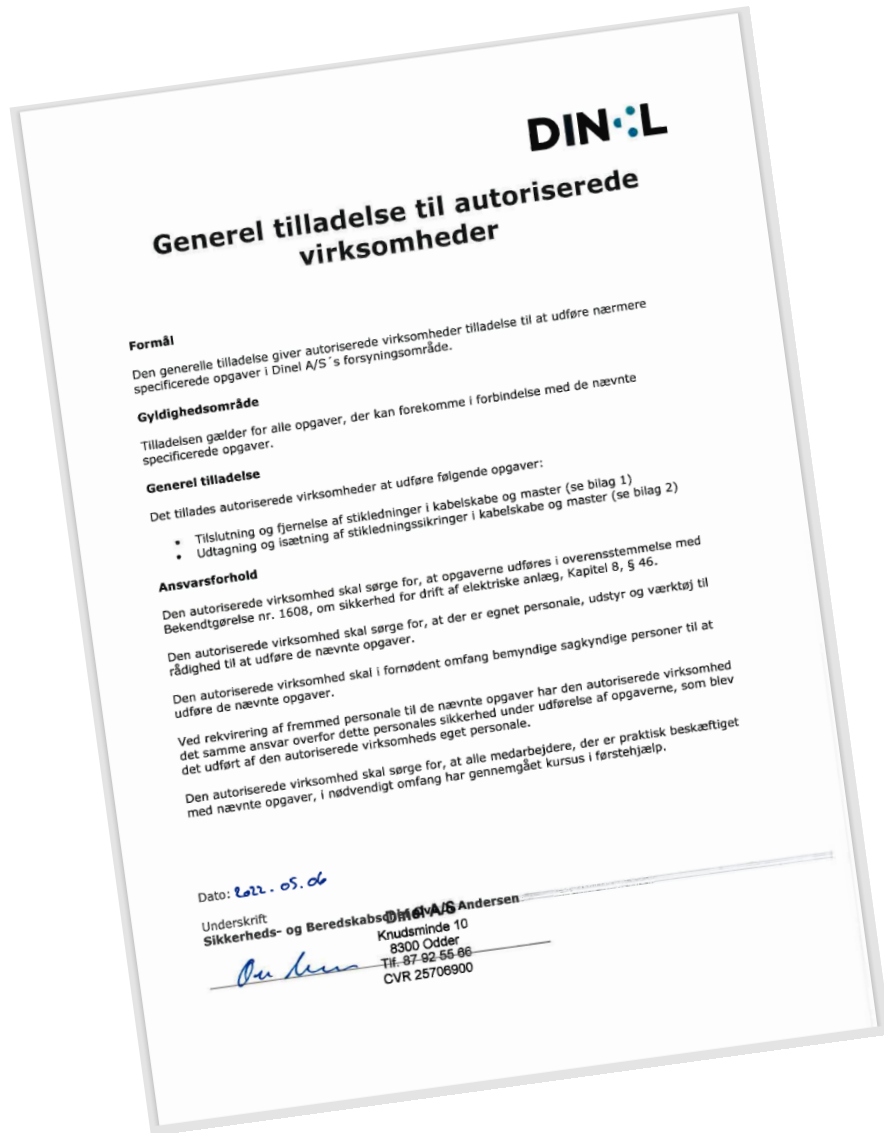 DINEL
Generel tilladelse til autoriserede
virksomheder
Formål
Den generelle tilladelse giver autoriserede virksomheder tilladelse til at udføre nærmere
specificerede opgaver i Dinel A/S´s forsyningsområde.
Gyldighedsområde
Tilladelsen gælder for alle opgaver, der kan forekomme i forbindelse med de nævnte
specificerede opgaver.
Generel tilladelse
Det tillades autoriserede virksomheder at udføre følgende opgaver:
• Tilslutning og fjernelse af stikledninger i kabelskabe og master (se bilag 1)
• Udtagning og isætning af stikledningssikringer i kabelskabe og master (se bilag 2)
Ansvarsforhold
Den autoriserede virksomhed skal sørge for, at opgaverne udføres i overensstemmelse med
Bekendtgørelse nr. 1608, om sikkerhed for drift af elektriske anlæg, Kapitel 8, § 46.
Den autoriserede virksomhed skal sørge for, at der er egnet personale, udstyr og værktøj til
rådighed til at udføre de nævnte opgaver.
Den autoriserede virksomhed skal i fornødent omfang bemyndige sagkyndige personer til at
udføre de nævnte opgaver.
Ved rekvirering af fremmed personale til de nævnte opgaver har den autoriserede virksomhed
det samme ansvar overfor dette personales sikkerhed under udførelse af opgaverne, som blev
det udført af den autoriserede virksomheds eget personale.
Den autoriserede virksomhed skal sørge for, at alle medarbejdere, der er praktisk beskæftiget
med nævnte opgaver, i nødvendigt omfang har gennemgået kursus i førstehjælp.
Dato: 2022.05.06
Underskrift
Sikkerheds- og Beredskabs Andersen
Dinel A/S
Knudsminde 10
8300 Odder
Tlf. 87 92 55 66
CVR 25706900